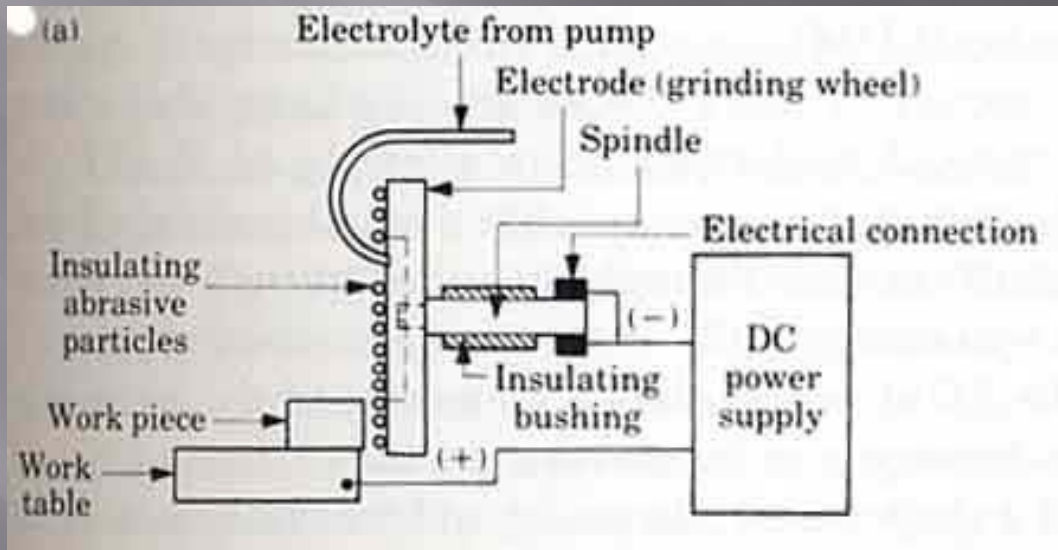 (a)
Electrolyte from pump
Electrode (grinding wheel)
Spindle
Electrical connection
Insulating
abrasive
particles
(−)
DC
power
supply
Insulating
bushing
Work piece
(+)
Work
table